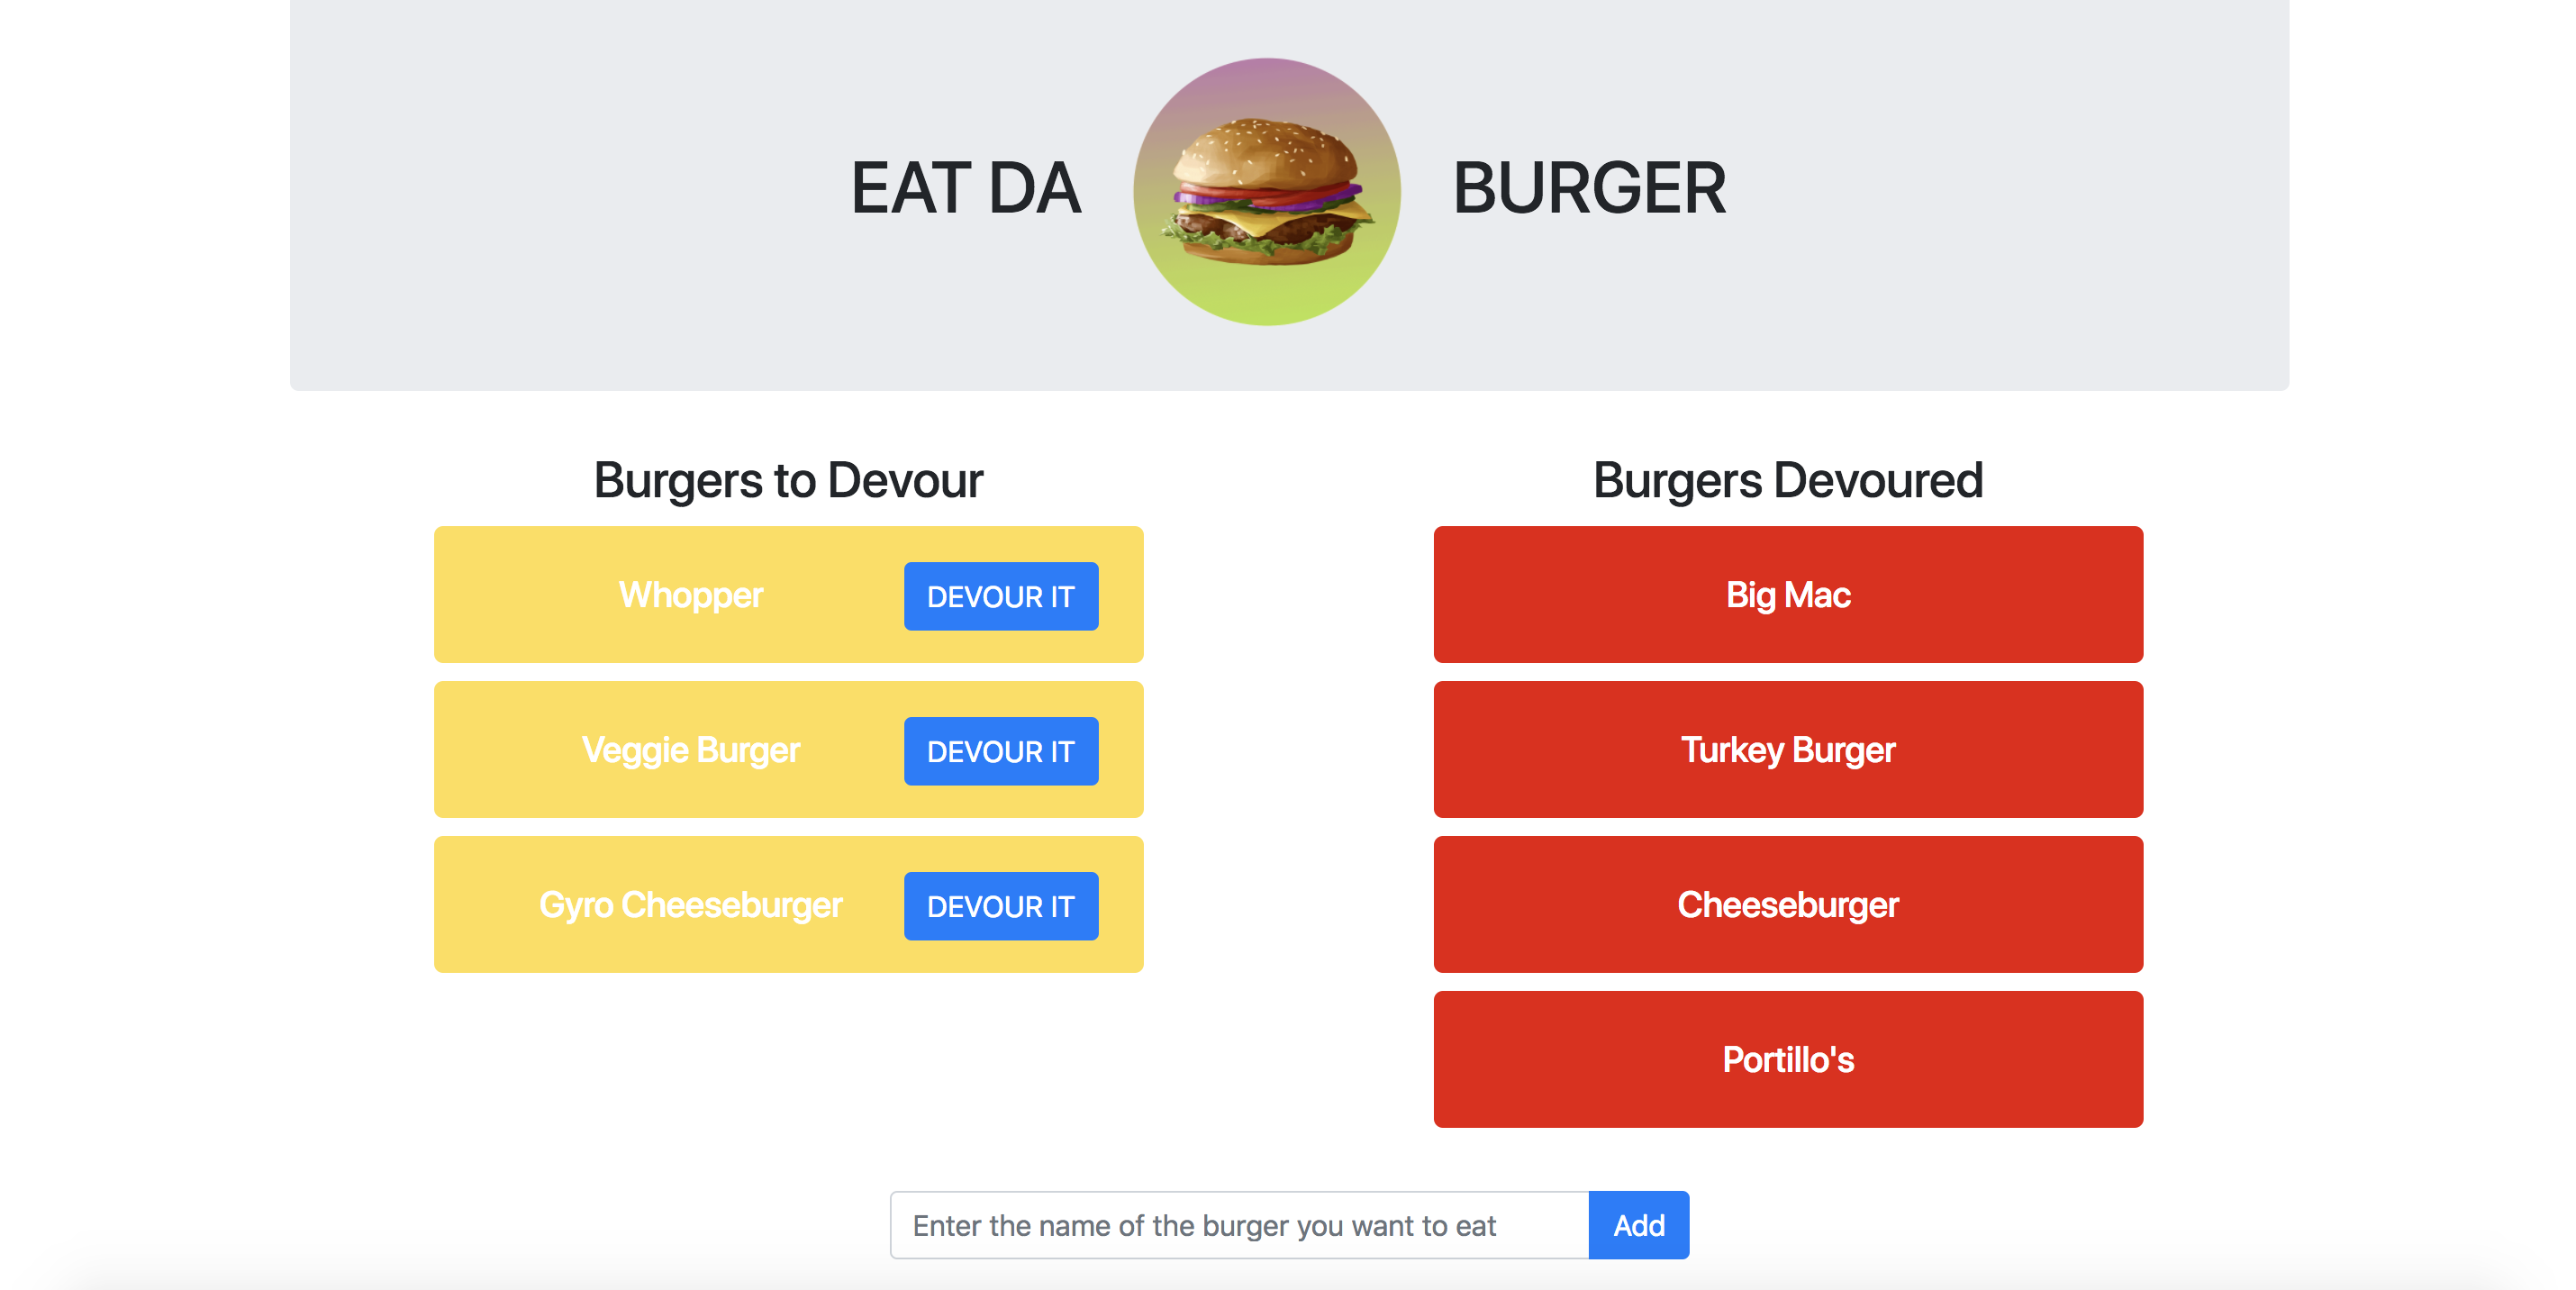 EAT DA BURGER
Burgers to Devour
Whopper DEVOUR IT
Veggie Burger DEVOUR IT
Gyro Cheeseburger DEVOUR IT
Burgers Devoured
Big Mac
Turkey Burger
Cheeseburger
Portillo's
Enter the name of the burger you want to eat Add